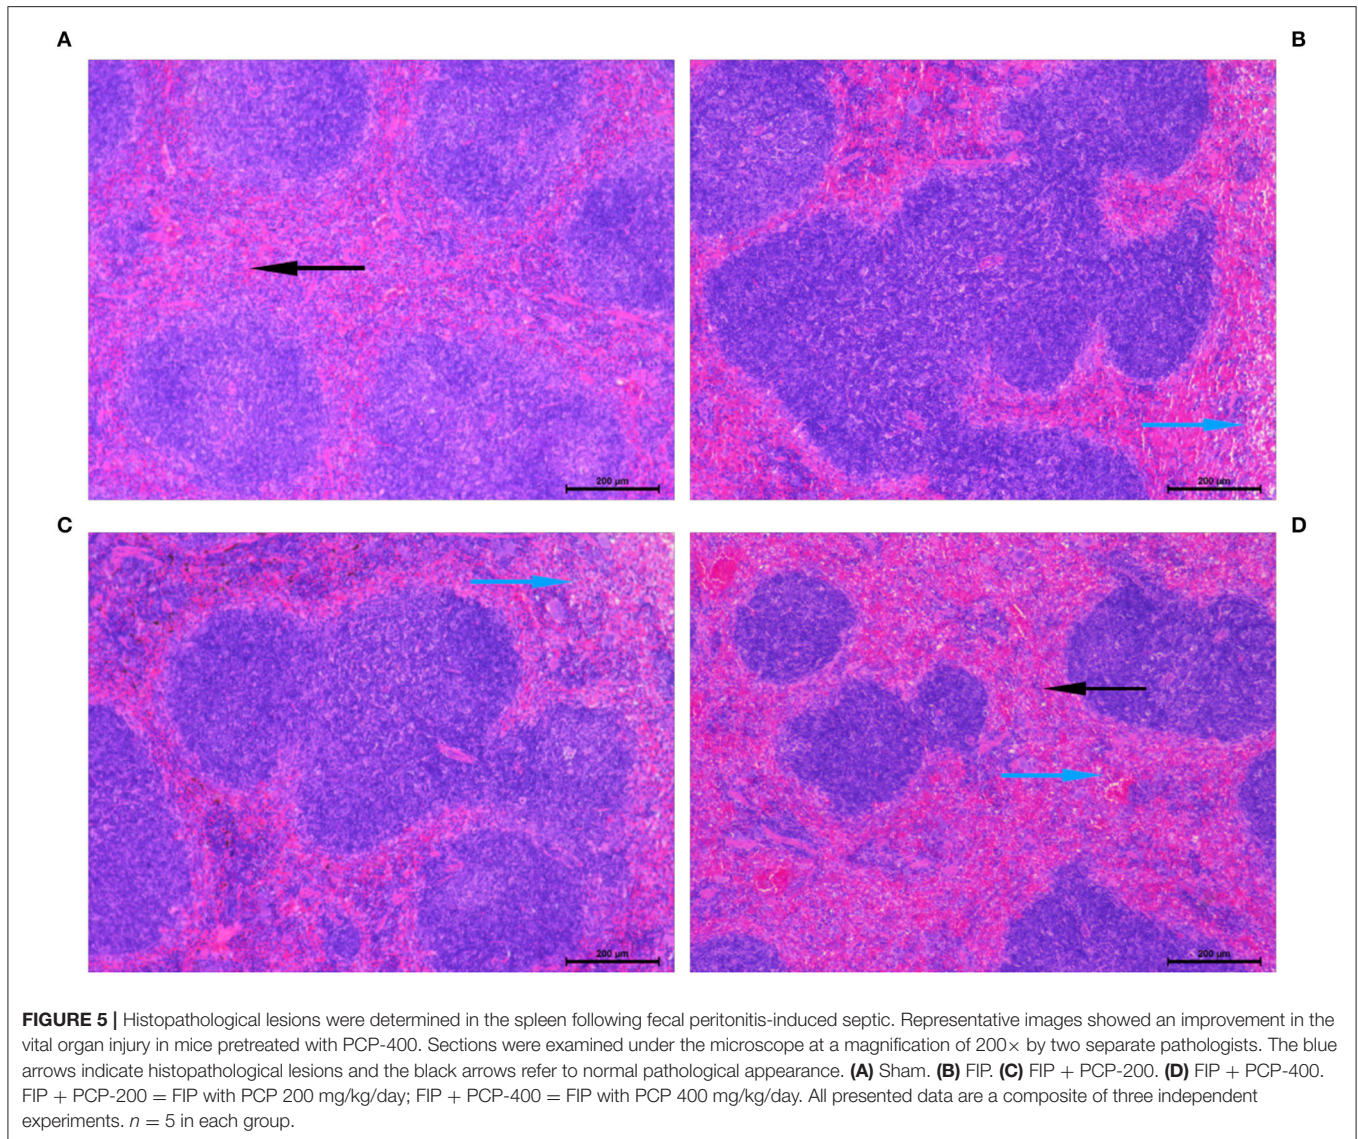 A
B
200 µm
200 µm
C
D
200 µm
200 µm
FIGURE 5 | Histopathological lesions were determined in the spleen following fecal peritonitis-induced septic. Representative images showed an improvement in the
vital organ injury in mice pretreated with PCP-400. Sections were examined under the microscope at a magnification of 200× by two separate pathologists. The blue
arrows indicate histopathological lesions and the black arrows refer to normal pathological appearance. (A) Sham. (B) FIP. (C) FIP + PCP-200. (D) FIP + PCP-400.
FIP + PCP-200 = FIP with PCP 200 mg/kg/day; FIP + PCP-400 = FIP with PCP 400 mg/kg/day. All presented data are a composite of three independent
experiments. n = 5 in each group.